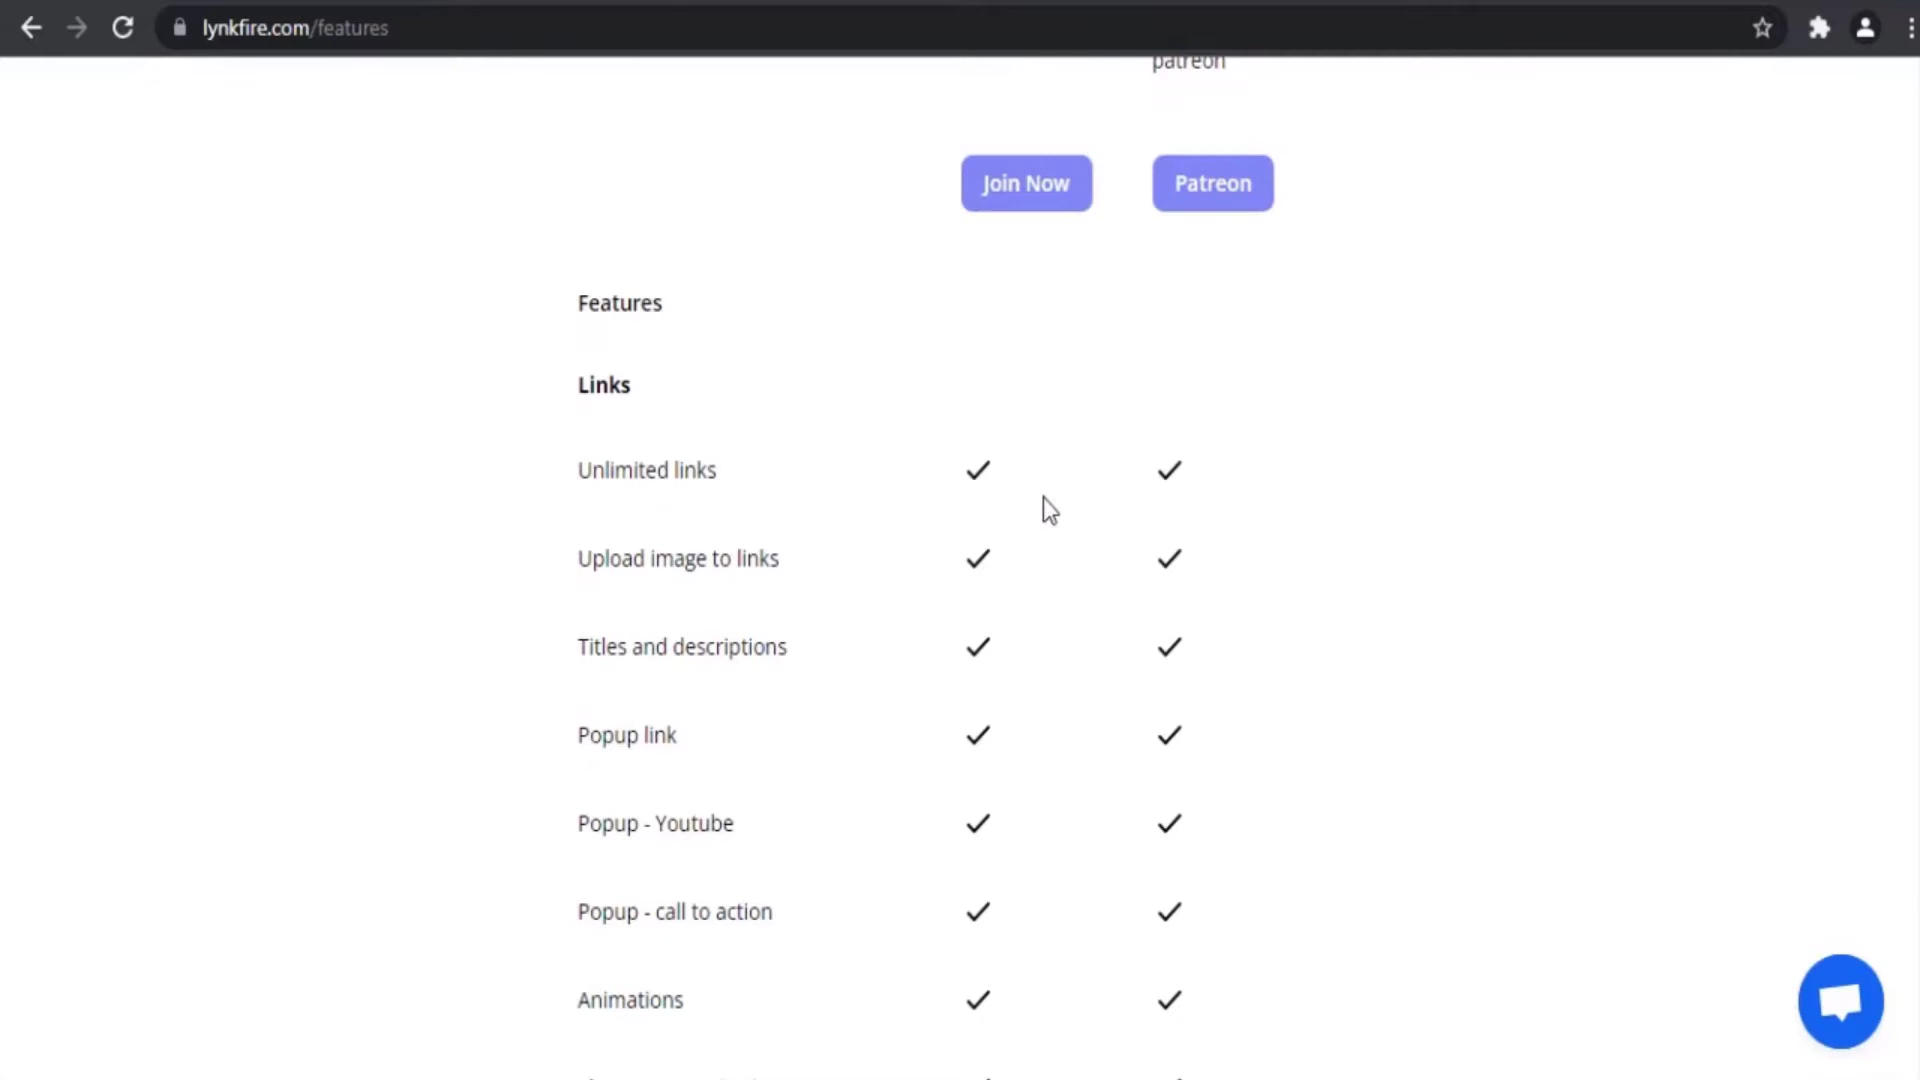 lynkfire.com/features
patreon
Join Now
Patreon
Features
Links
Unlimited links
Upload image to links
Titles and descriptions
Popup link
Popup - Youtube
Popup - call to action
Animations